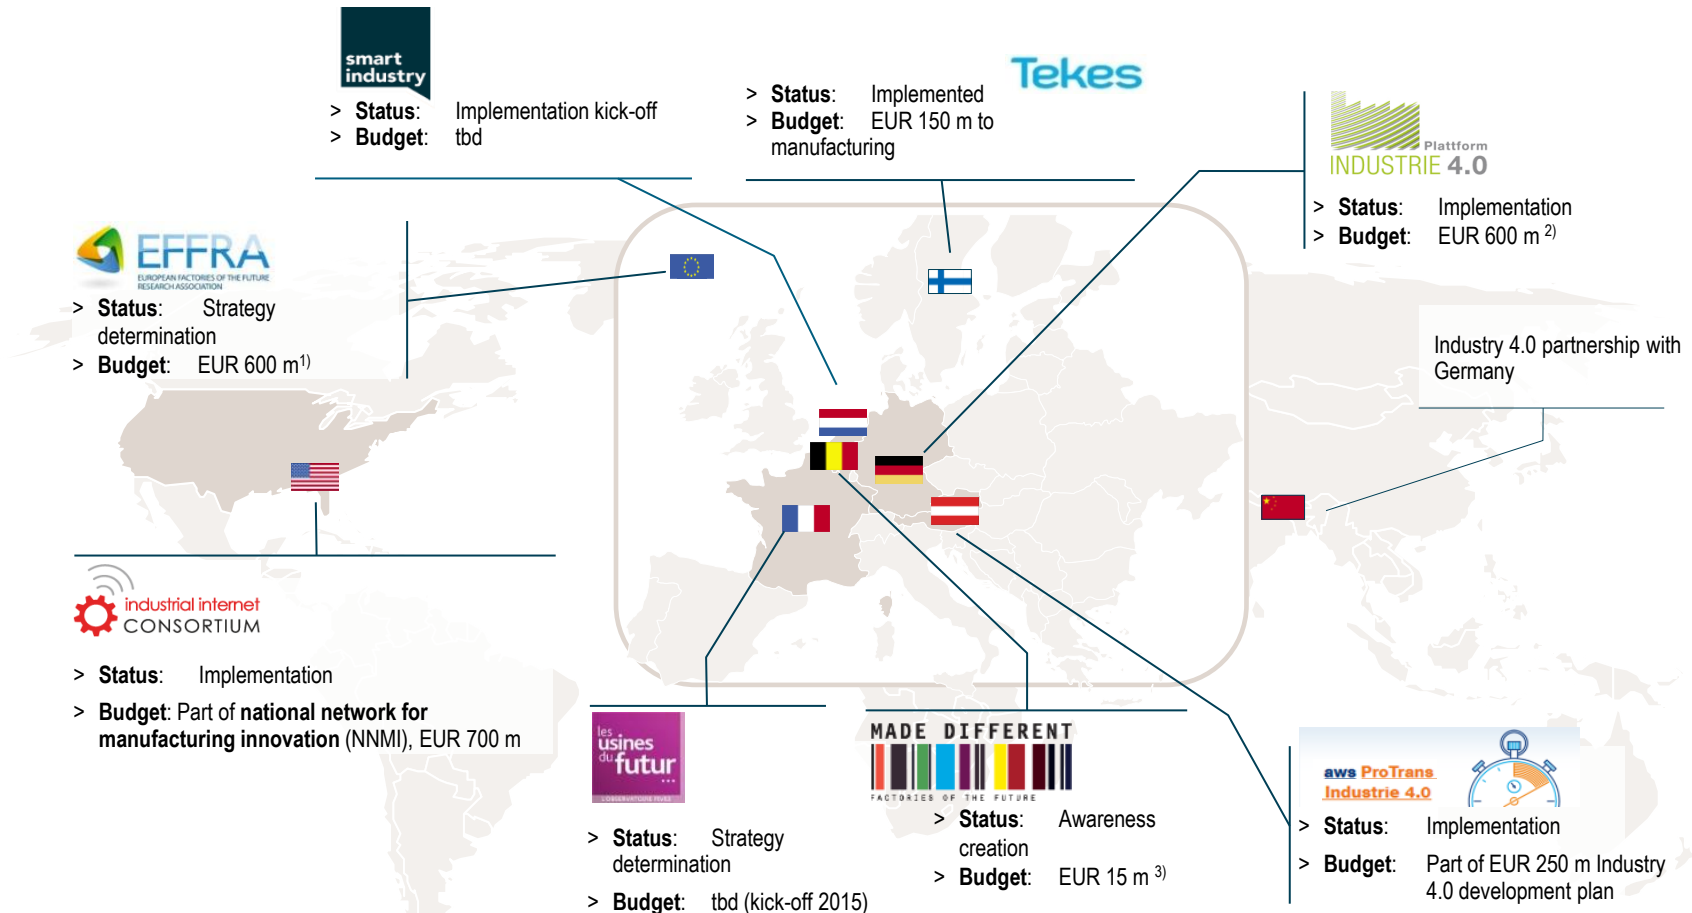 smart
industry
> Status: Implementation kick-off
> Budget: tbd
Tekes
> Status: Implemented
> Budget: EUR 150 m to
manufacturing
Plattform
INDUSTRIE 4.0
> Status: Implementation
> Budget: EUR 600 m 2)
EFFRA
EUROPEAN FACTORIES OF THE FUTURE
RESEARCH ASSOCIATION
> Status: Strategy
determination
> Budget: EUR 600 m1)
Industry 4.0 partnership with
Germany
industrial internet
CONSORTIUM
> Status: Implementation
> Budget: Part of national network for
manufacturing innovation (NNMI), EUR 700 m
les
usines
du futur
...
L'OBSERVATOIRE FIVES
> Status: Strategy
determination
> Budget: tbd (kick-off 2015)
MADE DIFFERENT
FACTORIES OF THE FUTURE
> Status: Awareness
creation
> Budget: EUR 15 m 3)
aws ProTrans
Industrie 4.0
> Status: Implementation
> Budget: Part of EUR 250 m Industry
4.0 development plan